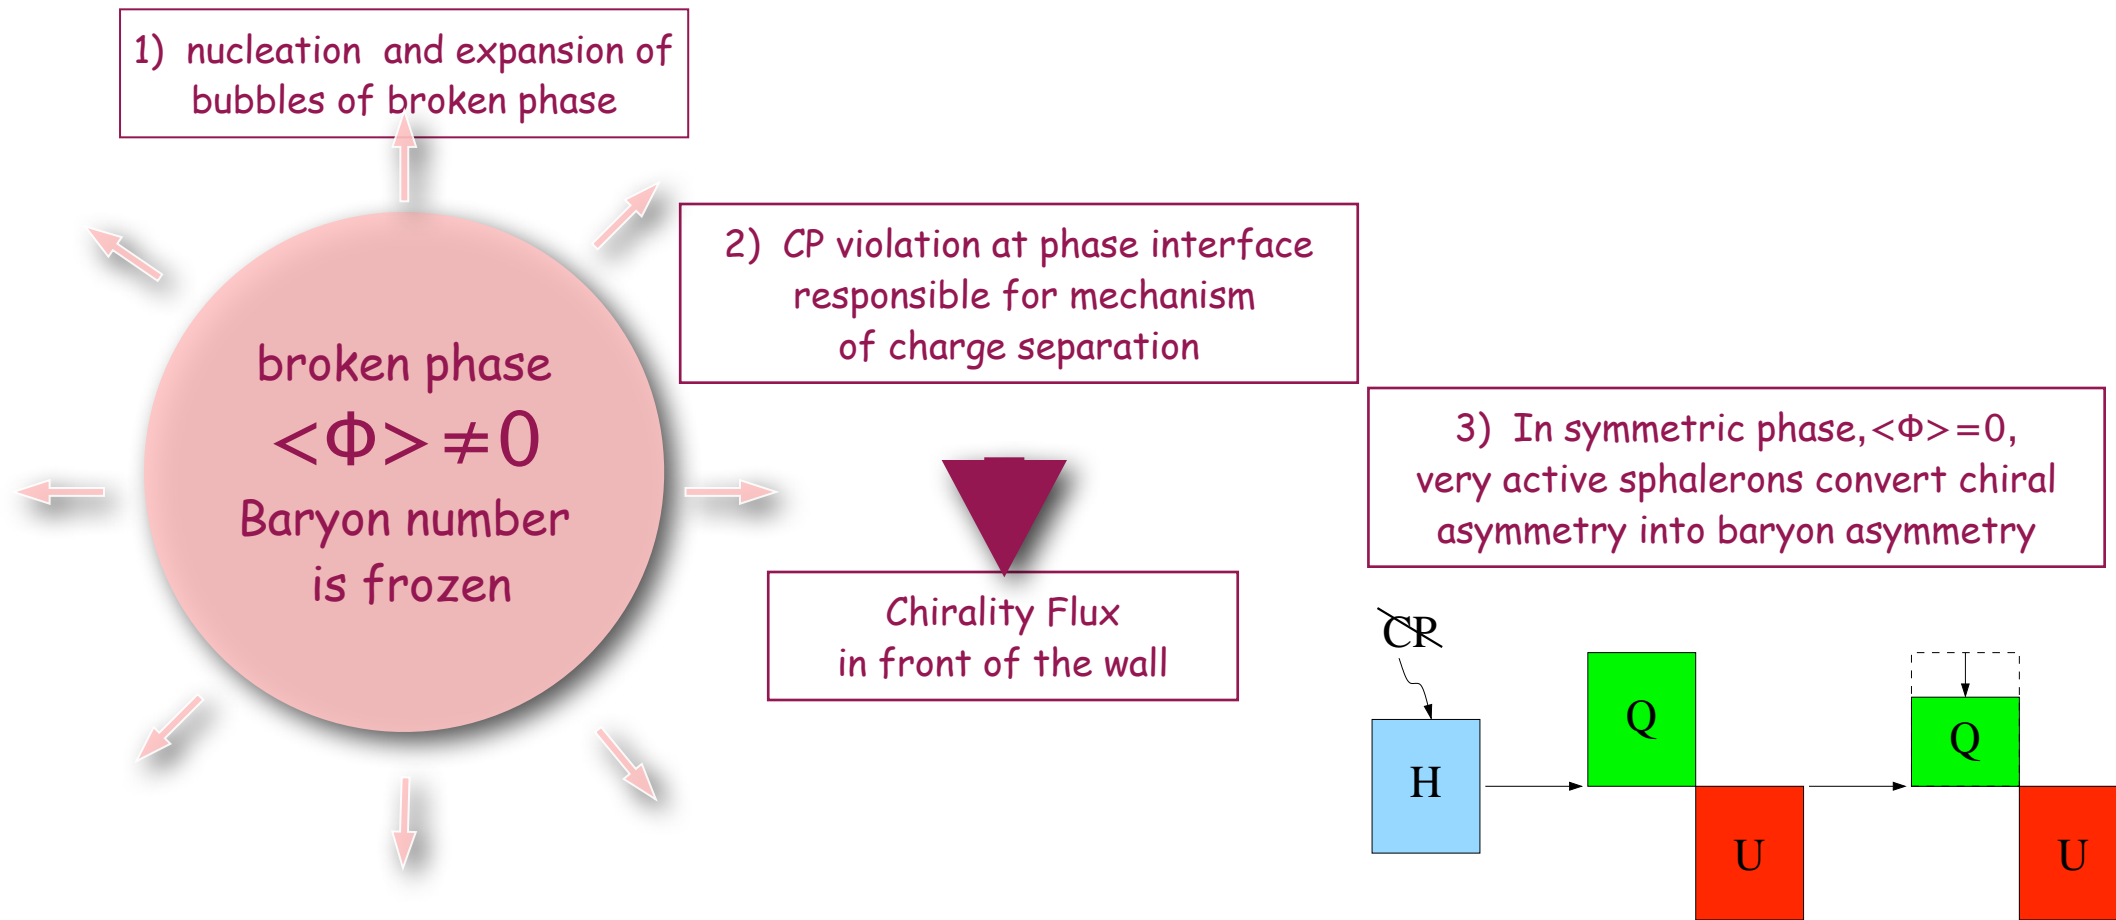 1) nucleation and expansion of
bubbles of broken phase
2) CP violation at phase interface
responsible for mechanism
of charge separation
broken phase
<Φ>≠0
Baryon number
is frozen
3) In symmetric phase,<Φ>=0,
very active sphalerons convert chiral
asymmetry into baryon asymmetry
Chirality Flux
in front of the wall
CP
H
Q
U
Q
U